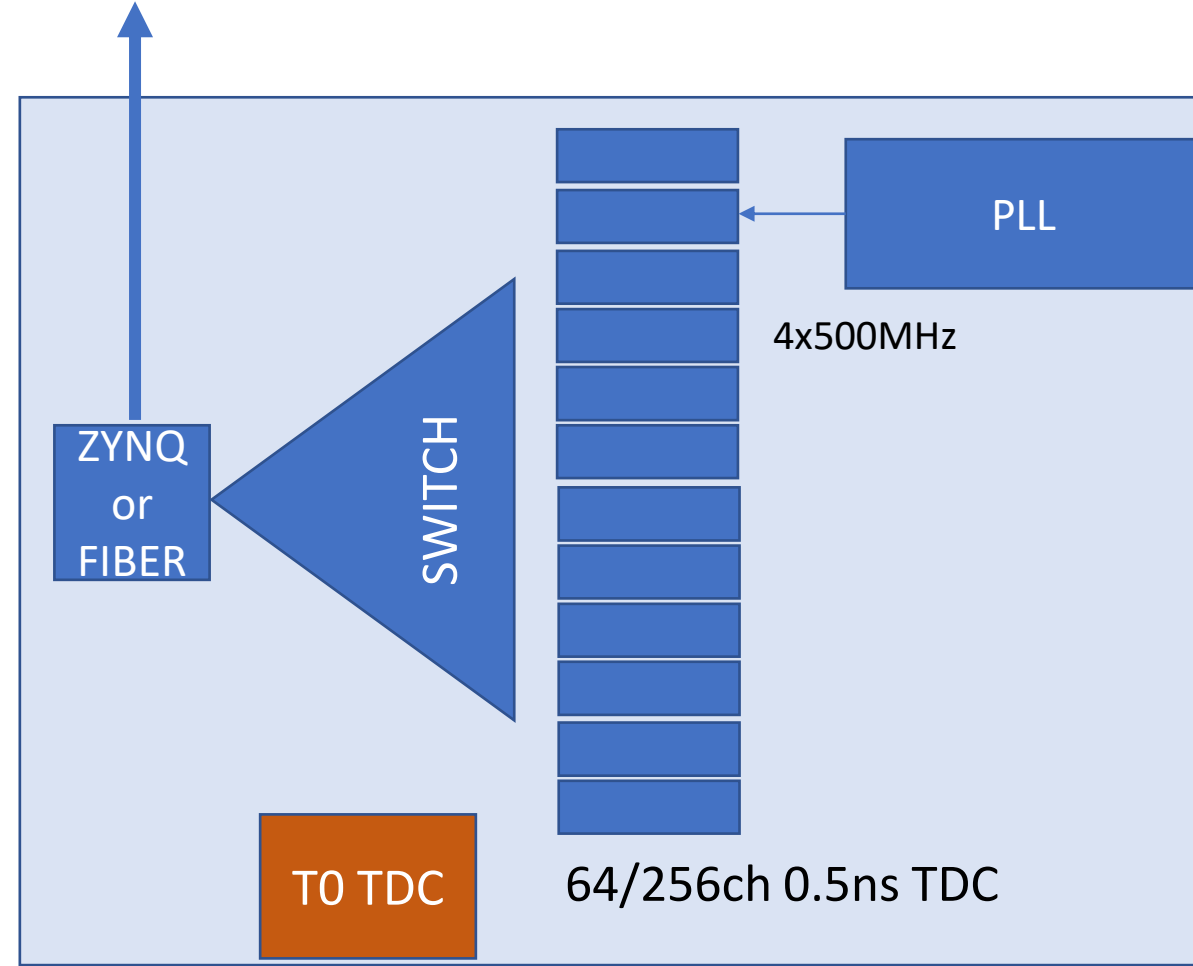 PLL
4x500MHz
SWITCH
ZYNQ
or
FIBER
T0 TDC
64/256ch 0.5ns TDC